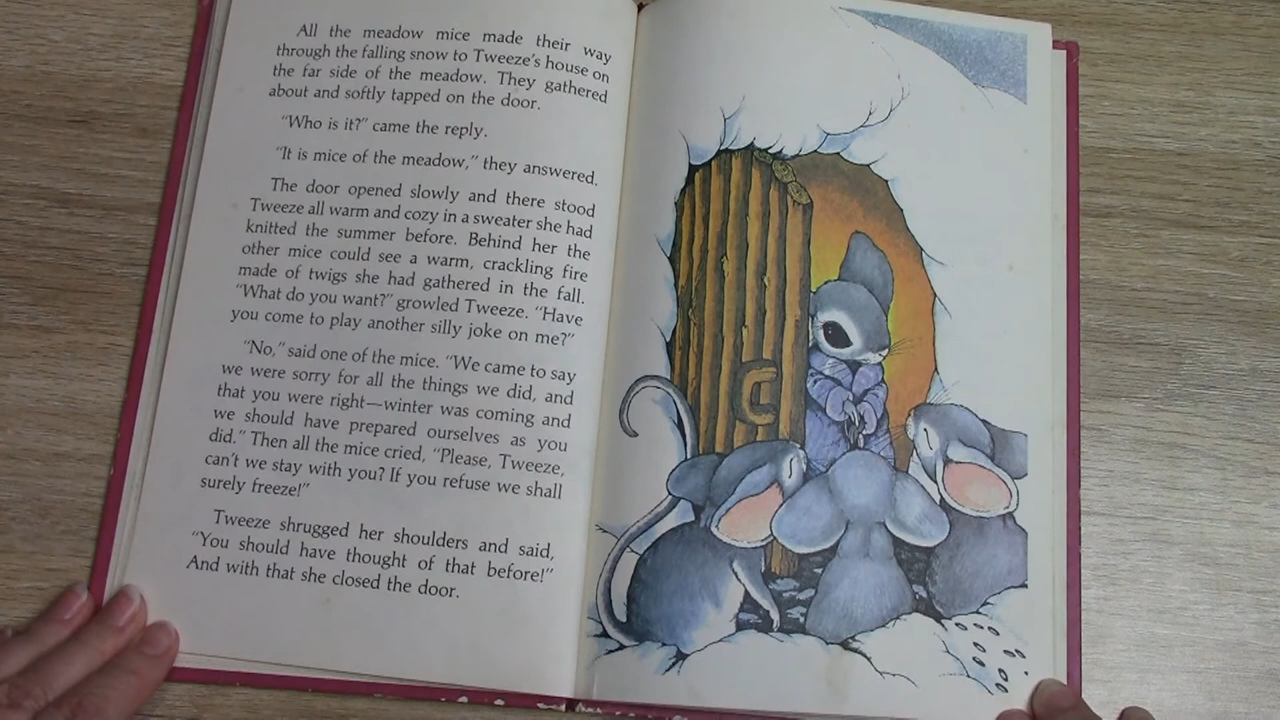 All the meadow mice made their way
through the falling snow to Tweeze's house on
the far side of the meadow. They gathered
about and softly tapped on the door.
"Who is it?" came the reply.
"It is mice of the meadow," they answered.
The door opened slowly and there stood
Tweeze all warm and cozy in a sweater she had
knitted the summer before. Behind her the
other mice could see a warm, crackling fire
made of twigs she had gathered in the fall.
"What do you want?" growled Tweeze. "Have
you come to play another silly joke on me?"
"No," said one of the mice. "We came to say
we were sorry for all the things we did, and
that you were right—winter was coming and
we should have prepared ourselves as you
did." Then all the mice cried, "Please, Tweeze,
can't we stay with you? If you refuse we shall
surely freeze!"
Tweeze shrugged her shoulders and said,
"You should have thought of that before!"
And with that she closed the door.